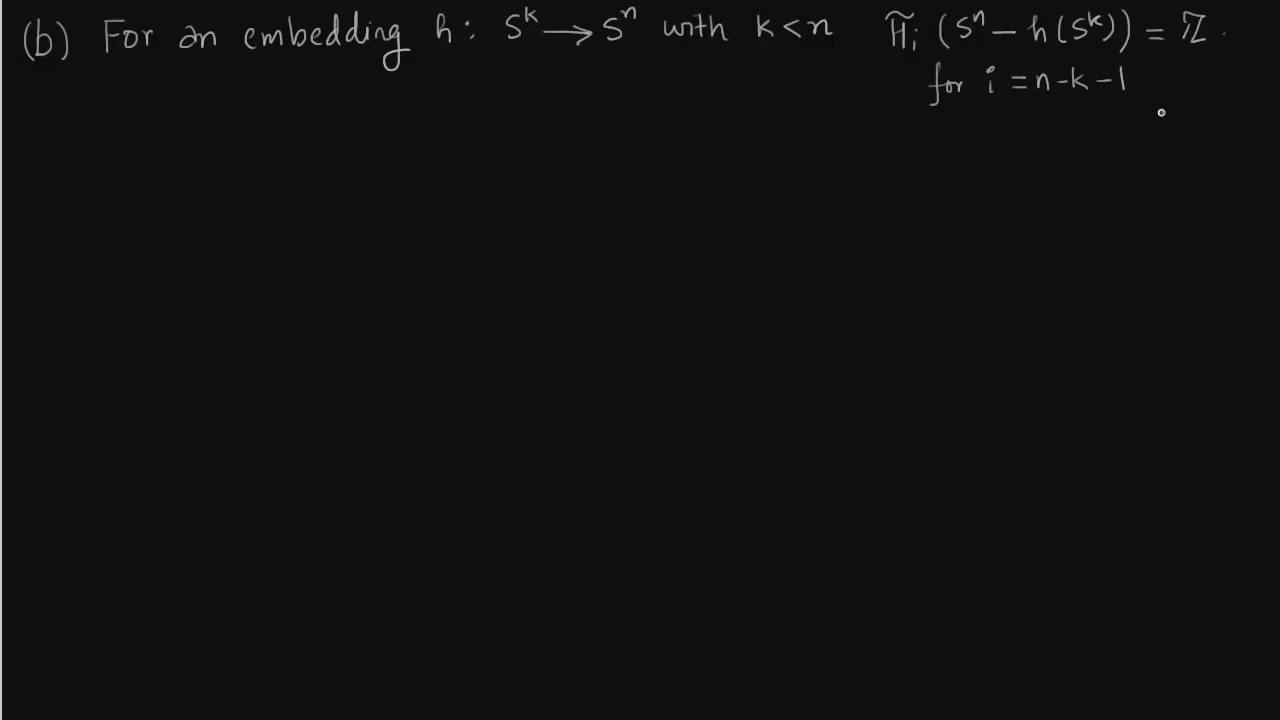 (b) For an embedding h: S^k ⟶ S^n with k < n H̃_i (S^n − h(S^k)) = ℤ.
for i = n-k-1